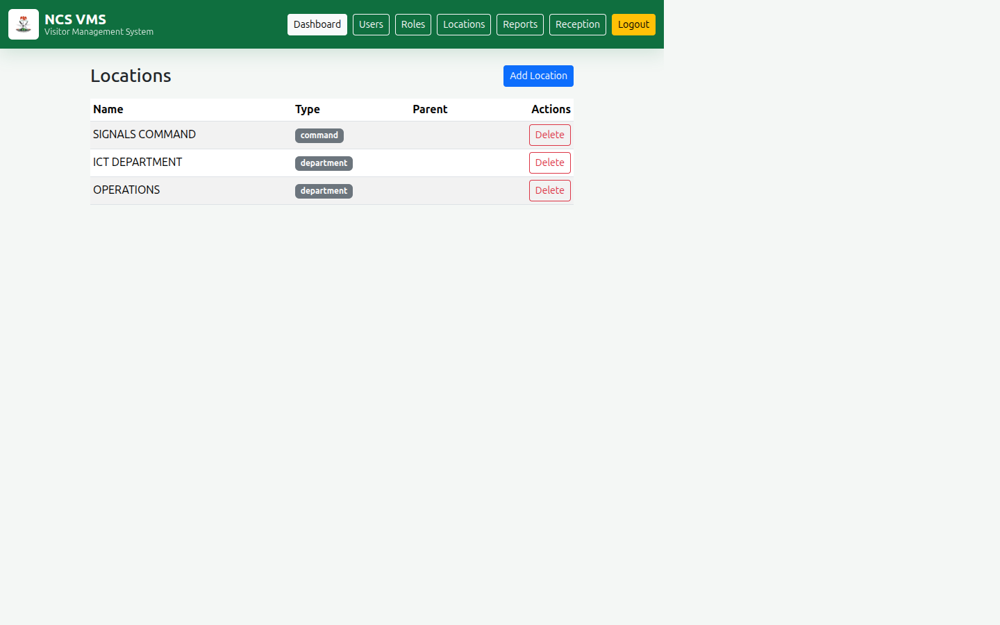 NCS VMS
Visitor Management System
Dashboard Users Roles Locations Reports Reception Logout
Locations
Add Location
Name Type Parent Actions
SIGNALS COMMAND command Delete
ICT DEPARTMENT department Delete
OPERATIONS department Delete